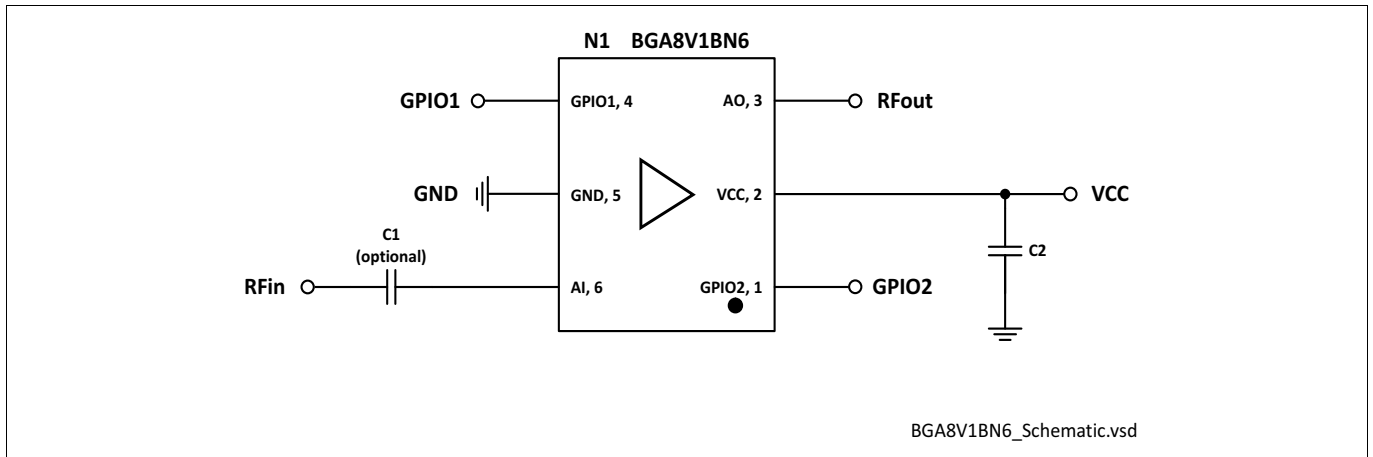 N1 BGA8V1BN6
GPIO1
GPIO1, 4
AO, 3
RFout
GND
GND, 5
VCC, 2
VCC
C1
(optional)
C2
RFin
AI, 6
GPIO2, 1
GPIO2
BGA8V1BN6_Schematic.vsd